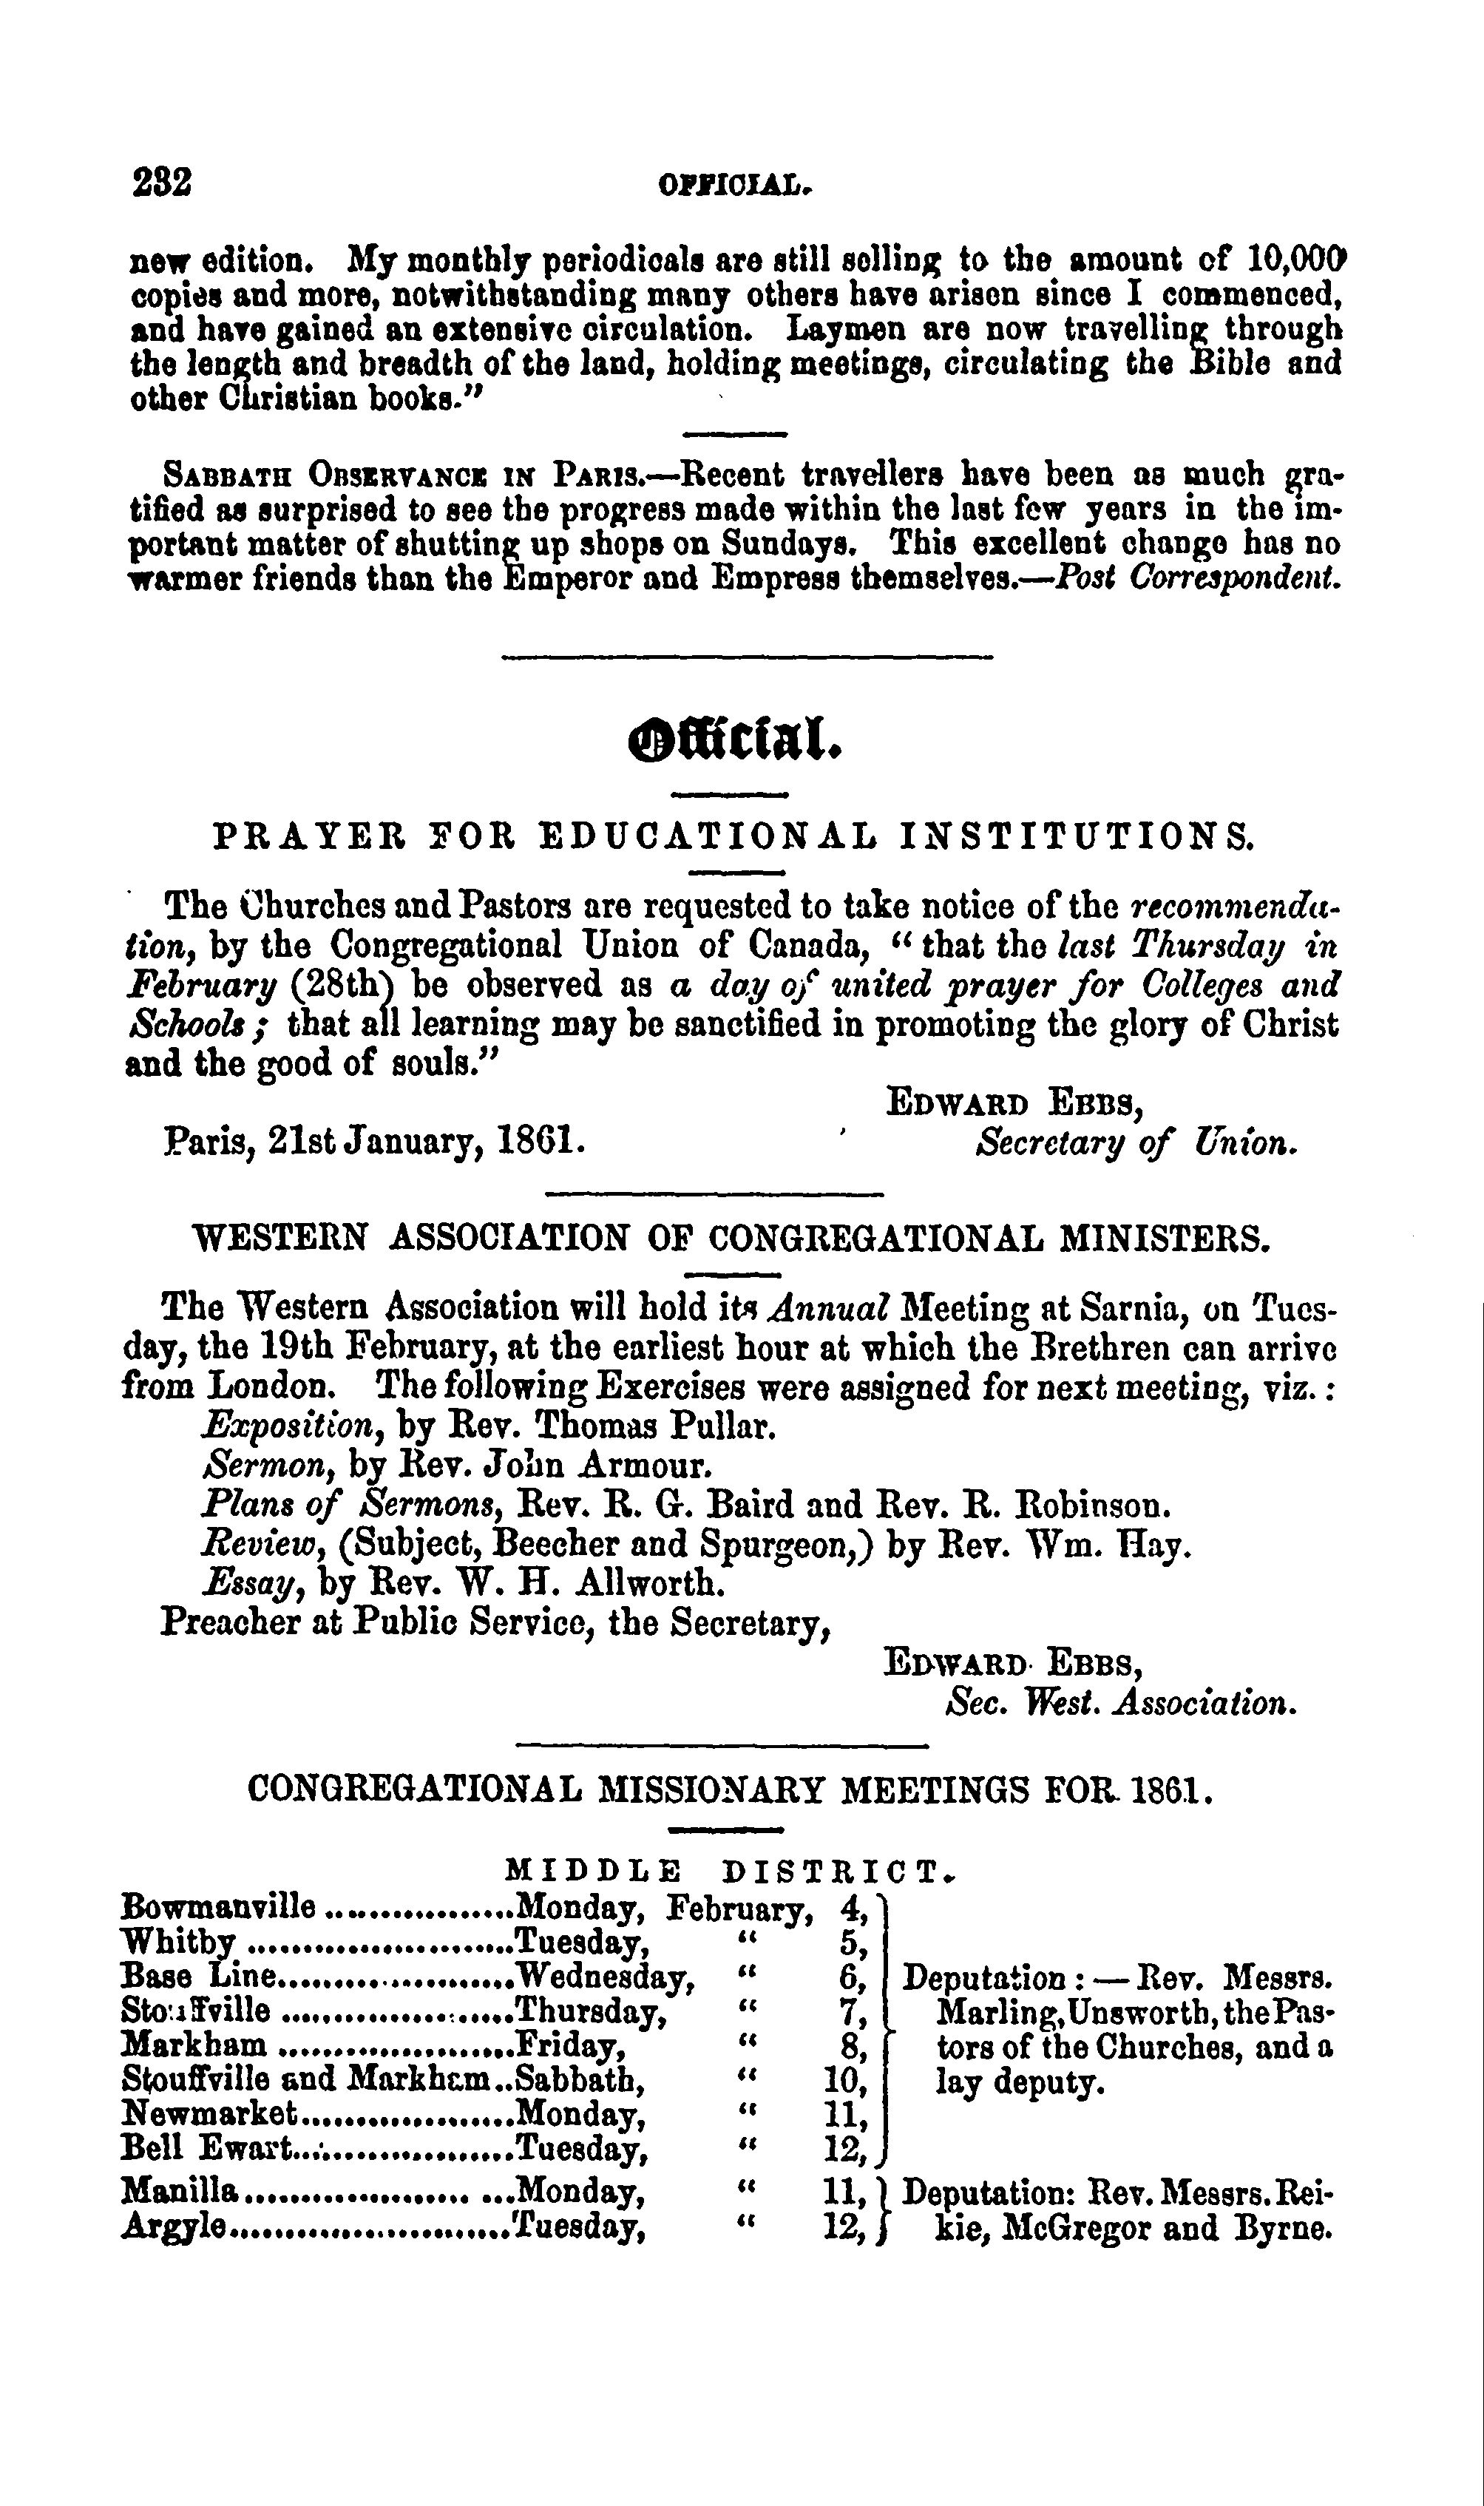 232 OFFICIAL.
new edition. My monthly periodicals are still selling to the amount of 10,000
copies and more, notwithstanding many others have arisen since I commenced,
and have gained an extensive circulation. Laymen are now travelling through
the length and breadth of the land, holding meetings, circulating the Bible and
other Christian books."
SABBATH OBSERVANCE IN PARIS.—Recent travellers have been as much gra-
tified as surprised to see the progress made within the last few years in the im-
portant matter of shutting up shops on Sundays. This excellent change has no
warmer friends than the Emperor and Empress themselves.—Post Correspondent.
Official.
PRAYER FOR EDUCATIONAL INSTITUTIONS.
The Churches and Pastors are requested to take notice of the recommenda-
tion, by the Congregational Union of Canada, "that the last Thursday in
February (28th) be observed as a day of united prayer for Colleges and
Schools; that all learning may be sanctified in promoting the glory of Christ
and the good of souls."
EDWARD EBBS,
Paris, 21st January, 1861. Secretary of Union.
WESTERN ASSOCIATION OF CONGREGATIONAL MINISTERS.
The Western Association will hold its Annual Meeting at Sarnia, on Tues-
day, the 19th February, at the earliest hour at which the Brethren can arrive
from London. The following Exercises were assigned for next meeting, viz.:
Exposition, by Rev. Thomas Pullar.
Sermon, by Rev. John Armour.
Plans of Sermons, Rev. R. G. Baird and Rev. R. Robinson.
Review, (Subject, Beecher and Spurgeon,) by Rev. Wm. Hay.
Essay, by Rev. W. H. Allworth.
Preacher at Public Service, the Secretary,
EDWARD EBBS,
Sec. West. Association.
CONGREGATIONAL MISSIONARY MEETINGS FOR 1861.
MIDDLE DISTRICT.
Bowmanville..................Monday, February, 4,
Whitby........................Tuesday, " 5,
Base Line.....................Wednesday, " 6, Deputation:—Rev. Messrs.
Stouffville.....................Thursday, " 7, Marling, Unsworth, the Pas-
Markham.....................Friday, " 8, tors of the Churches, and a
Stouffville and Markham..Sabbath, " 10, lay deputy.
Newmarket...................Monday, " 11,
Bell Ewart....................Tuesday, " 12,
Manilla.......................Monday, " 11, Deputation: Rev. Messrs. Rei-
Argyle.........................Tuesday, " 12, kie, McGregor and Byrne.